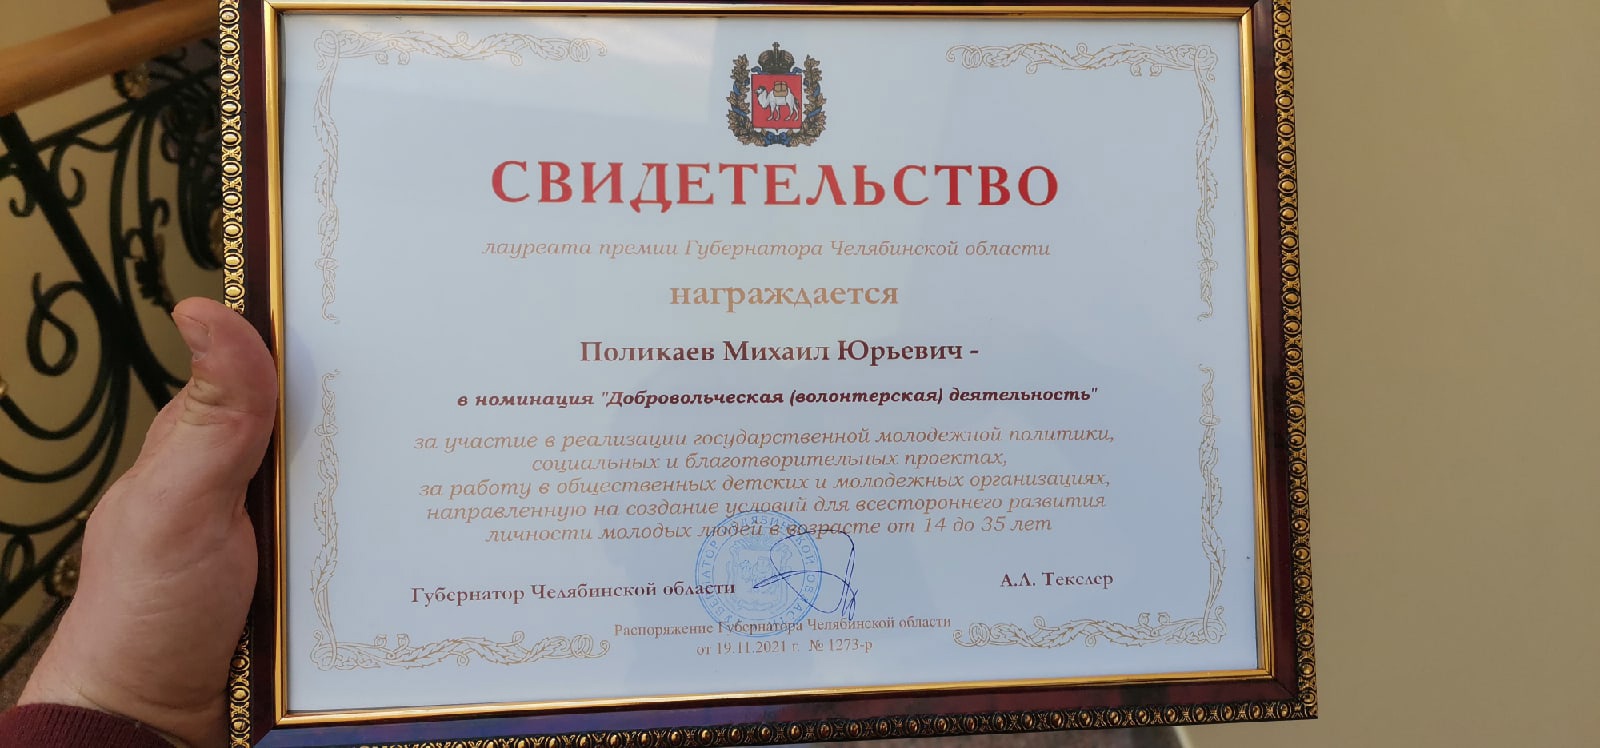 СВИДЕТЕЛЬСТВО
лауреата премии Губернатора Челябинской области
награждается
Поликаев Михаил Юрьевич -
в номинация "Добровольческая (волонтерская) деятельность"
за участие в реализации государственной молодежной политики,
социальных и благотворительных проектах,
за работу в общественных детских и молодежных организациях,
направленную на создание условий для всестороннего развития
личности молодых людей в возрасте от 14 до 35 лет
Губернатор Челябинской области
А.Л. Текслер
Распоряжение Губернатора Челябинской области
от 19.11.2021 г. № 1273-р